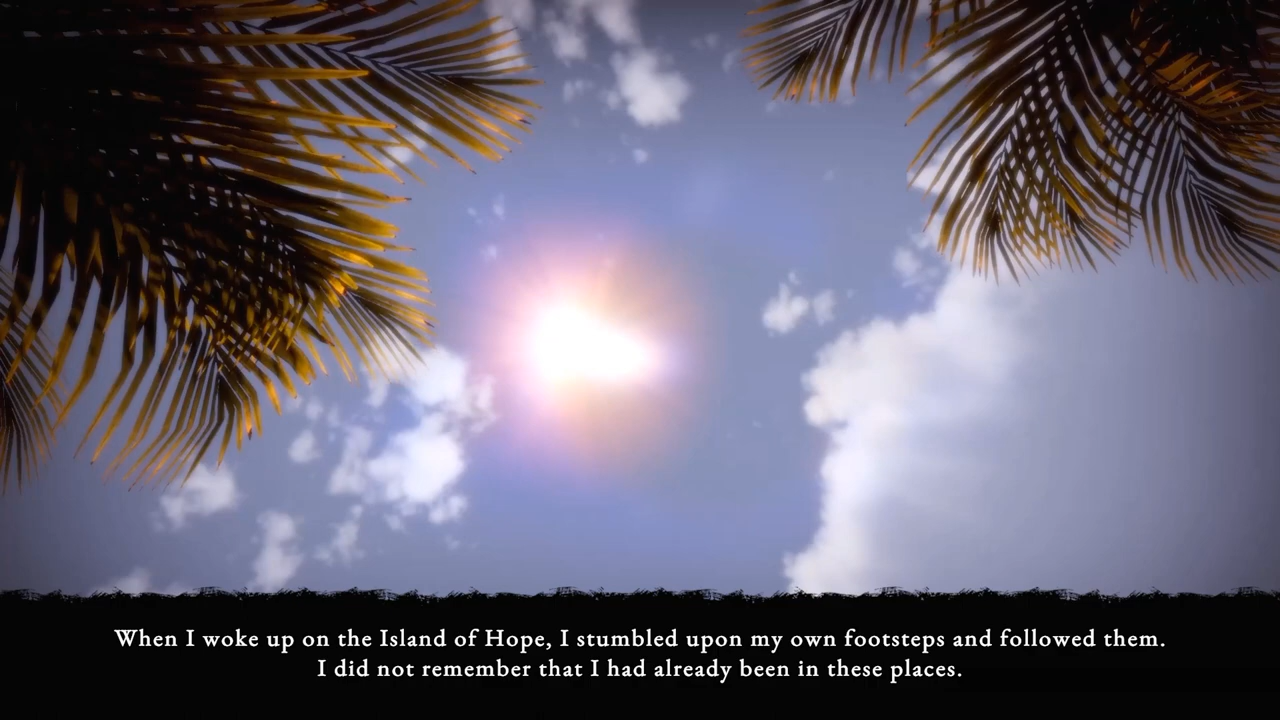 When I woke up on the Island of Hope, I stumbled upon my own footsteps and followed them.
I did not remember that I had already been in these places.